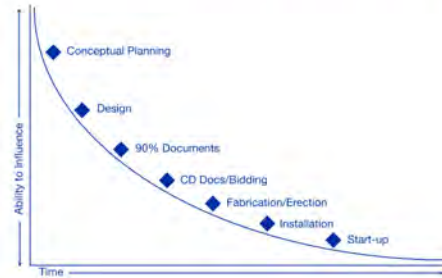 Ability to Influence
Conceptual Planning
Design
90% Documents
CD Docs/Bidding
Fabrication/Erection
Installation
Start-up
Time